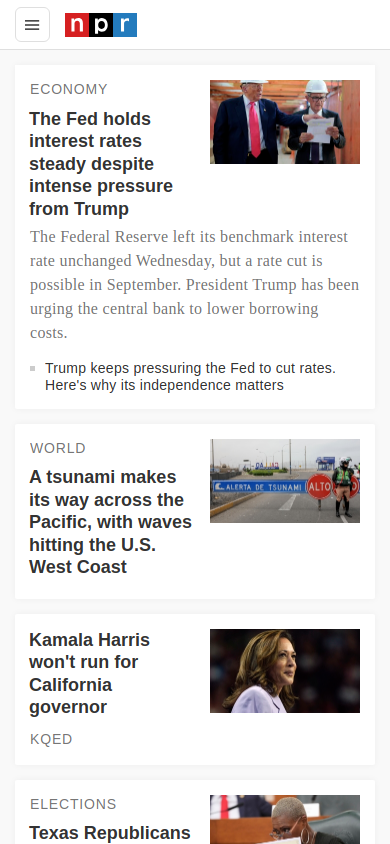 npr
ECONOMY
The Fed holds
interest rates
steady despite
intense pressure
from Trump
The Federal Reserve left its benchmark interest
rate unchanged Wednesday, but a rate cut is
possible in September. President Trump has been
urging the central bank to lower borrowing
costs.
Trump keeps pressuring the Fed to cut rates.
Here's why its independence matters
WORLD
A tsunami makes
its way across the
Pacific, with waves
hitting the U.S.
West Coast
ALERTA DE TSUNAMI
ALTO
Kamala Harris
won't run for
California
governor
KQED
ELECTIONS
Texas Republicans